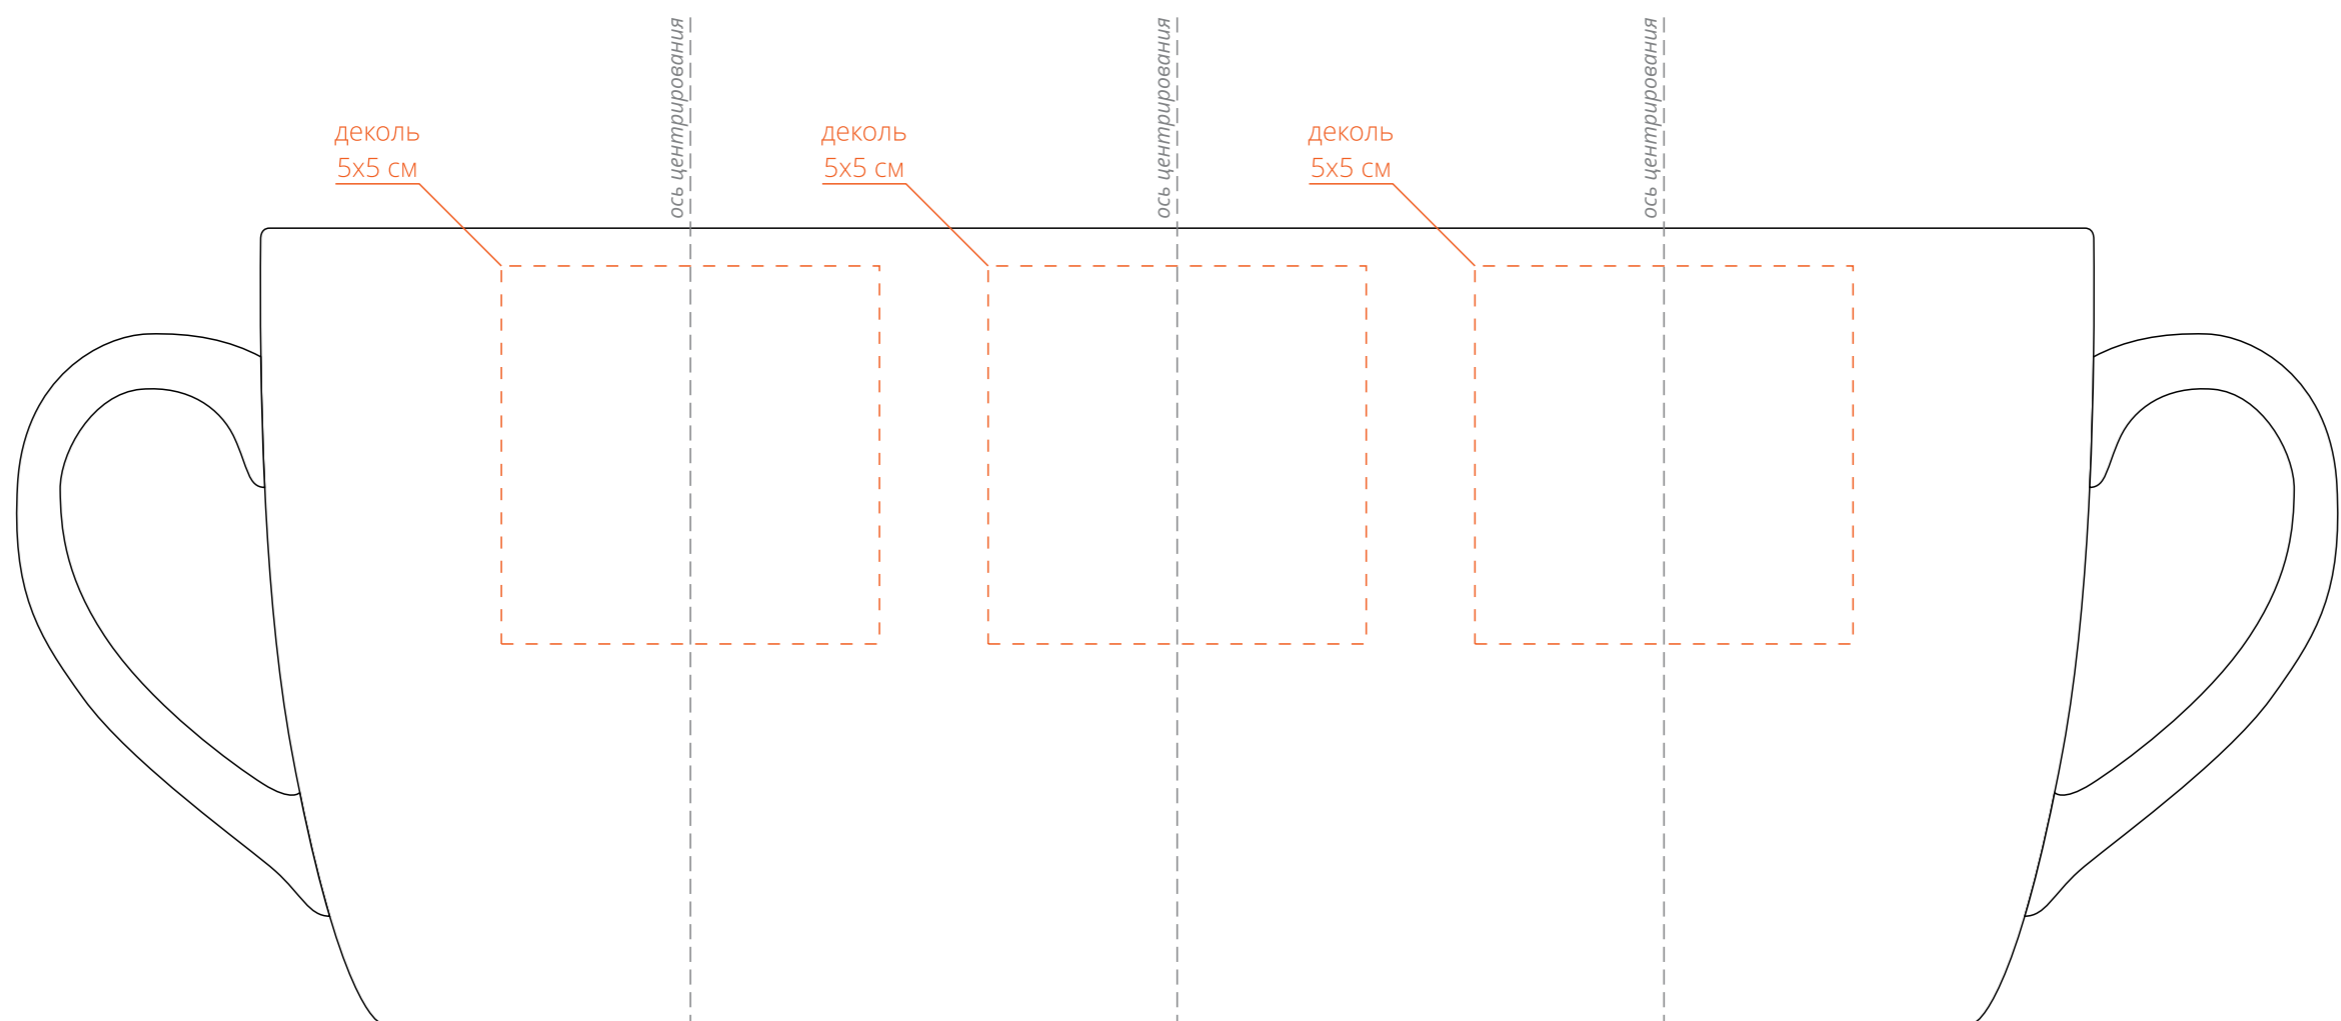 ось центрирования
ось центрирования
ось центрирования
деколь
5x5 см
деколь
5x5 см
деколь
5x5 см